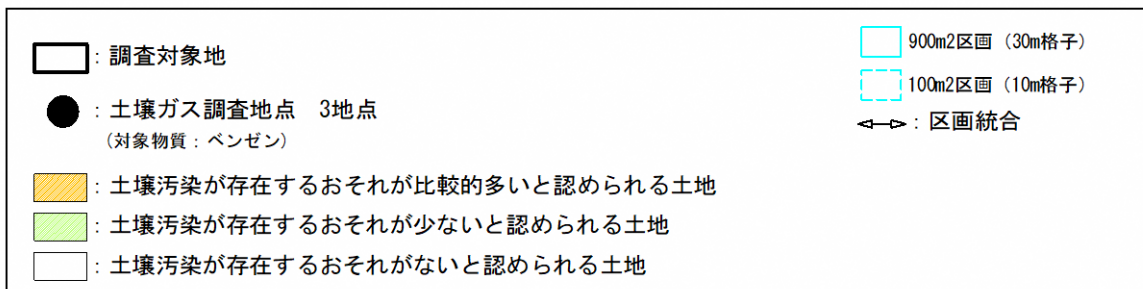 ：調査対象地
：土壌ガス調査地点　3地点
（対象物質：ベンゼン）
：土壌汚染が存在するおそれが比較的多いと認められる土地
：土壌汚染が存在するおそれが少ないと認められる土地
：土壌汚染が存在するおそれがないと認められる土地
900m2区画（30m格子）
100m2区画（10m格子）
：区画統合